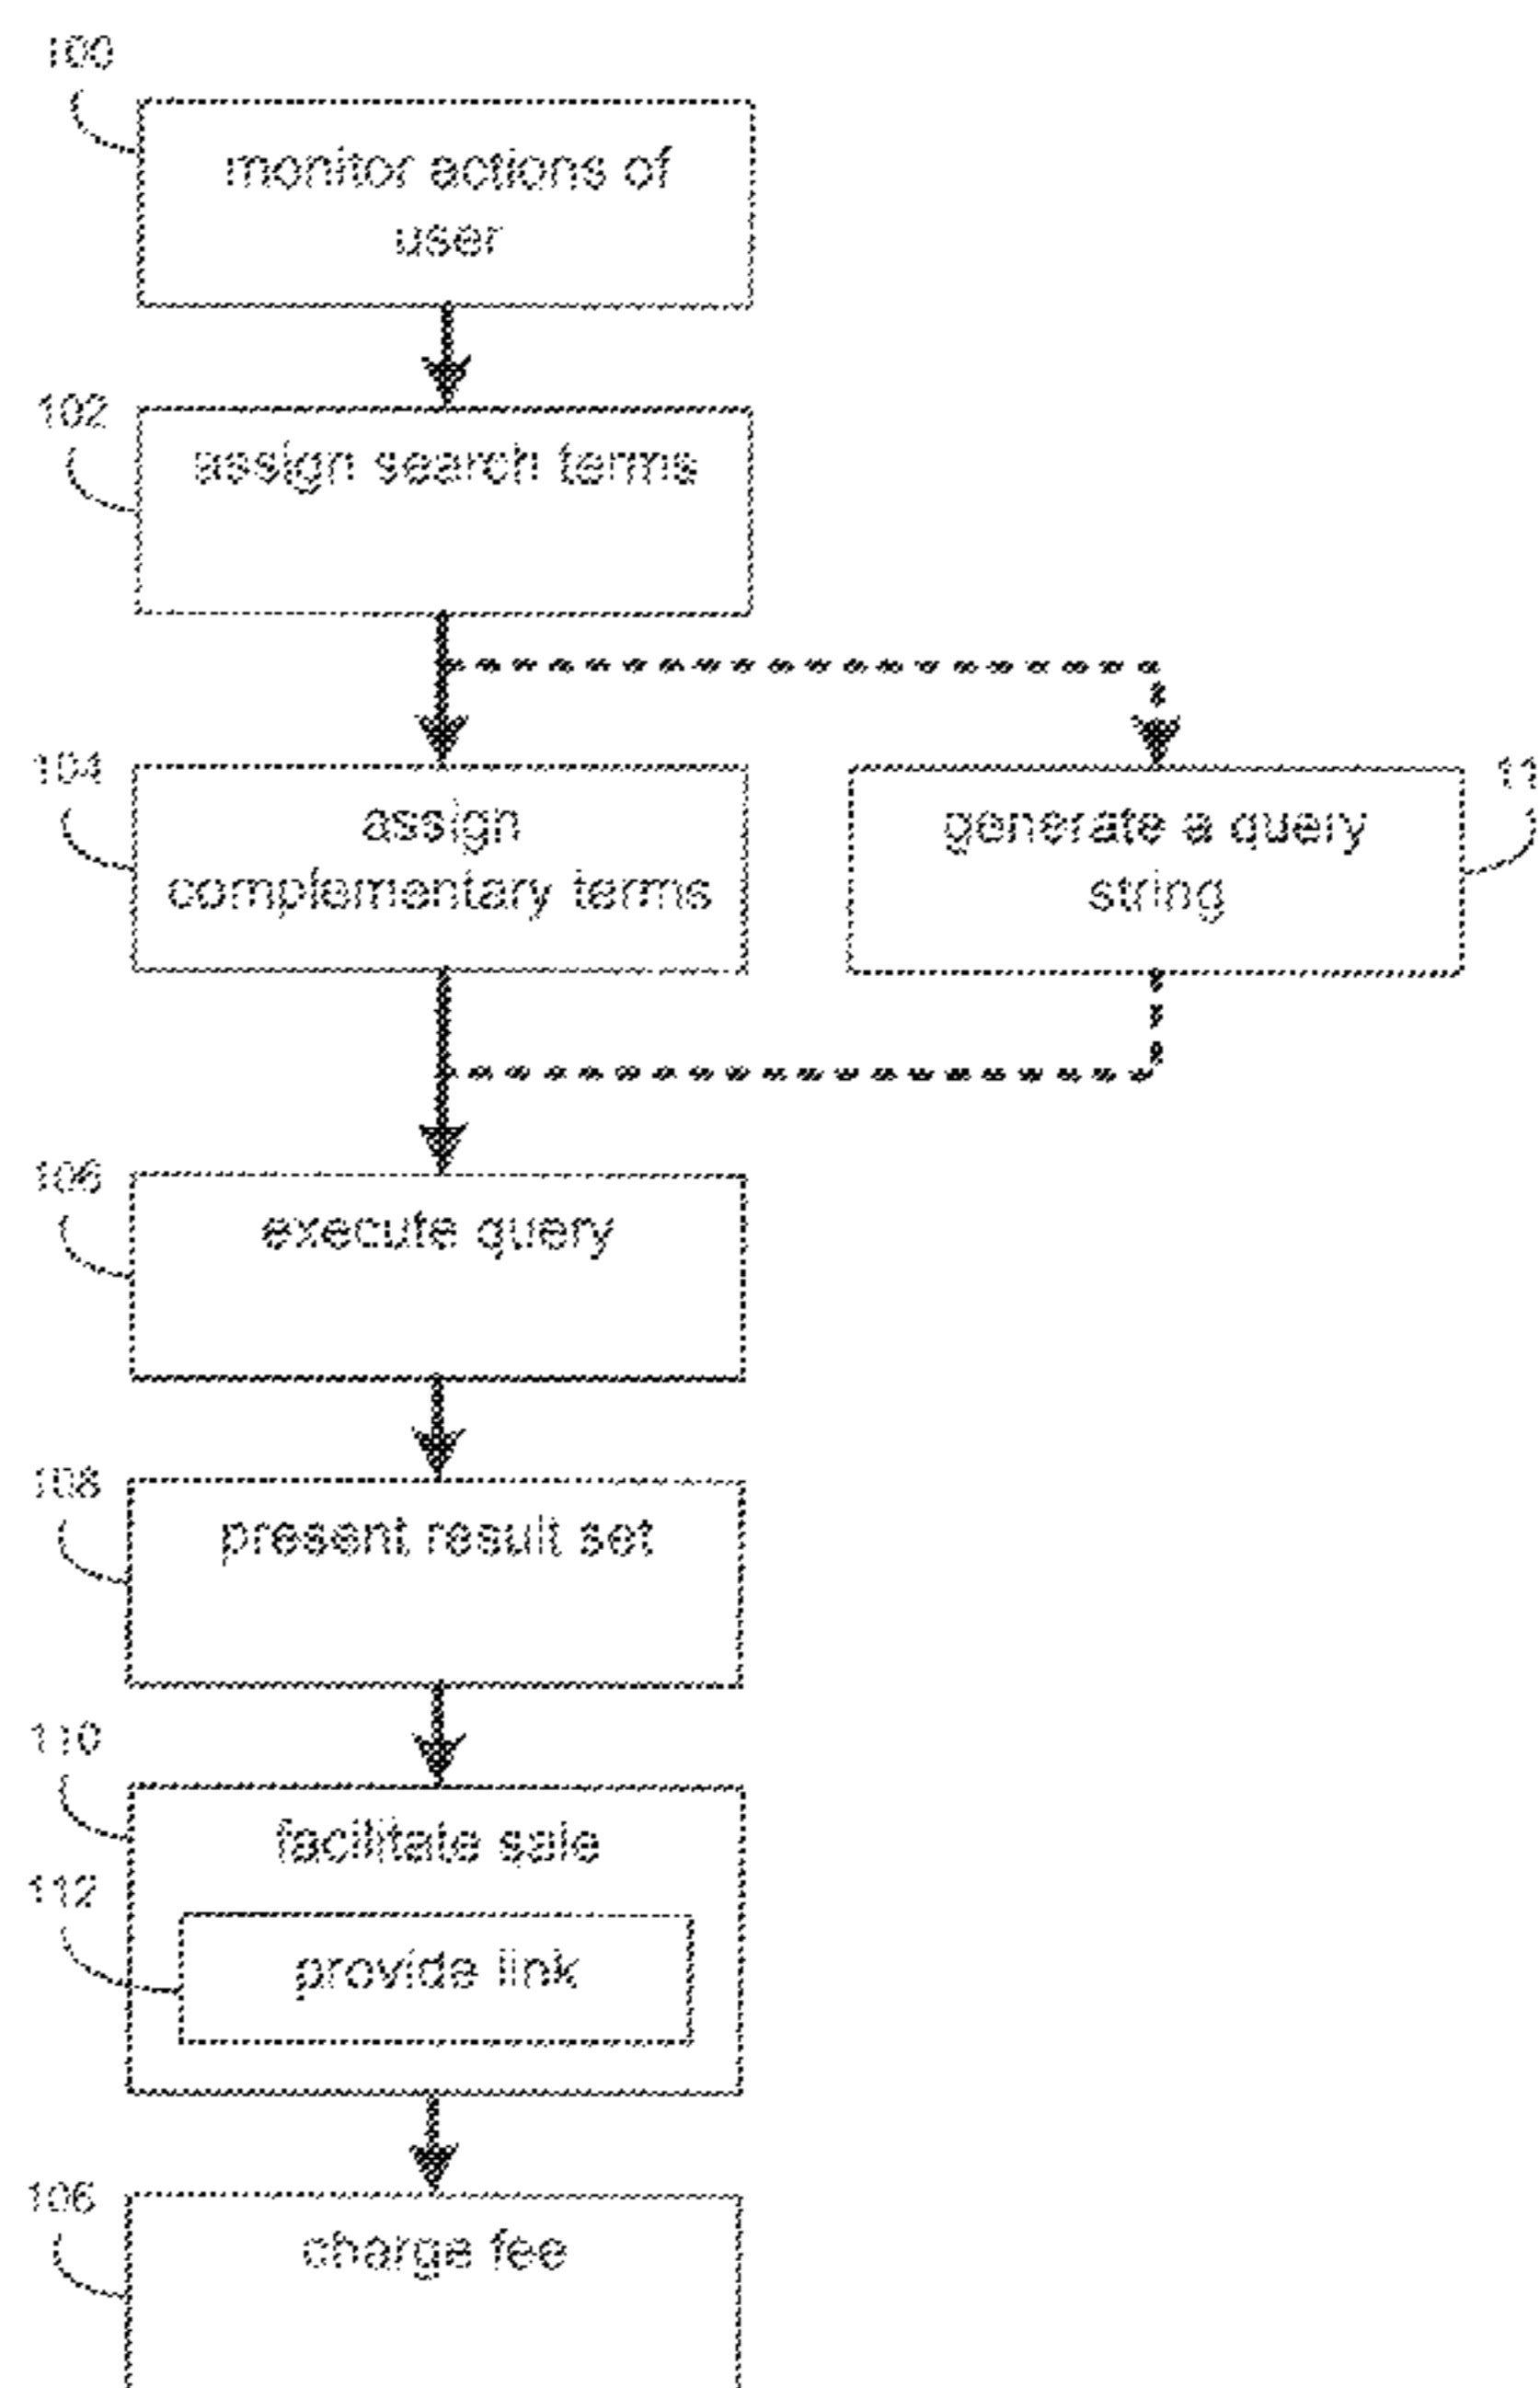 100
monitor actions of
user
102
assign search terms
104
assign
complementary terms
generate a query
string
11
106
execute query
108
present result set
110
facilitate sale
112
provide link
106
charge fee